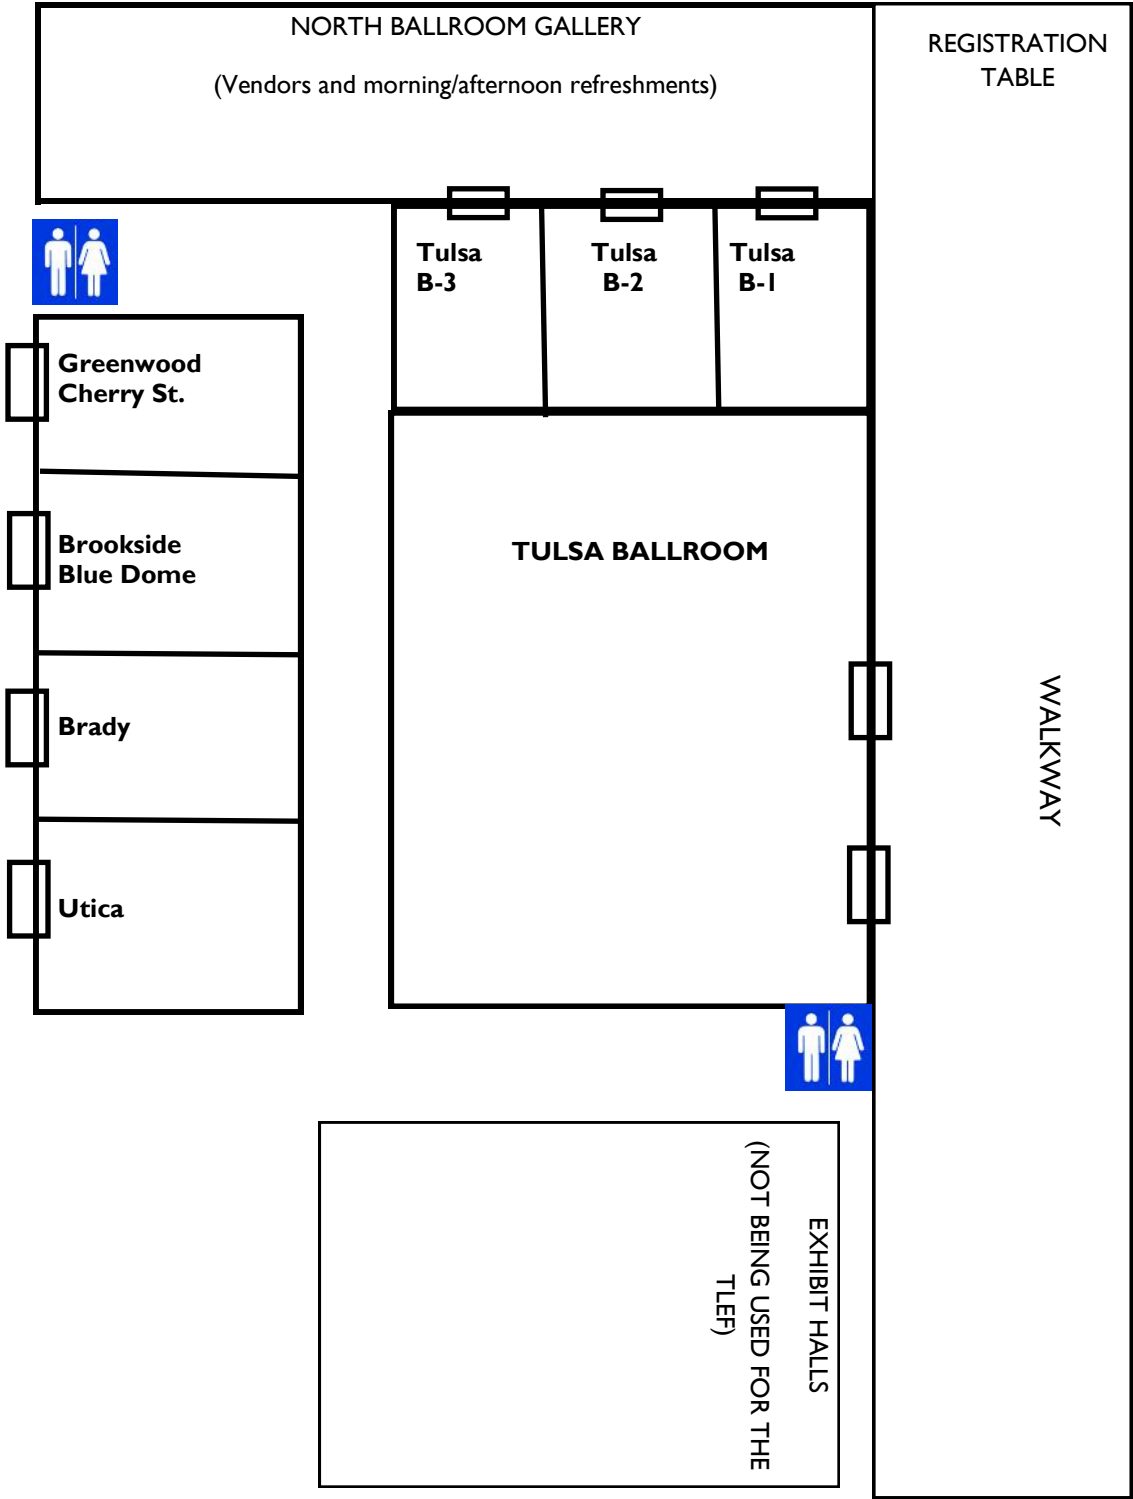 NORTH BALLROOM GALLERY
(Vendors and morning/afternoon refreshments)
REGISTRATION
TABLE
Tulsa
B-3
Tulsa
B-2
Tulsa
B-1
Greenwood
Cherry St.
Brookside
Blue Dome
TULSA BALLROOM
Brady
WALKWAY
Utica
EXHIBIT HALLS
(NOT BEING USED FOR THE
TLEF)